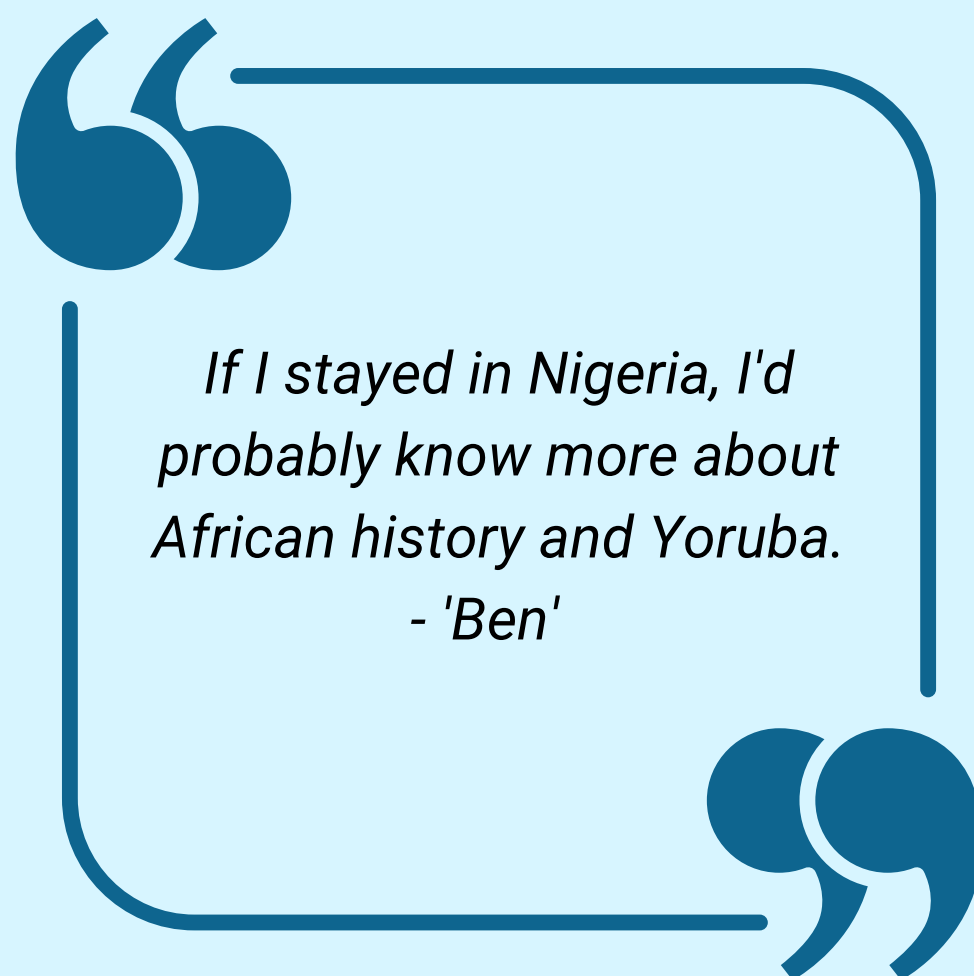 If I stayed in Nigeria, I'd
probably know more about
African history and Yoruba.
- 'Ben'